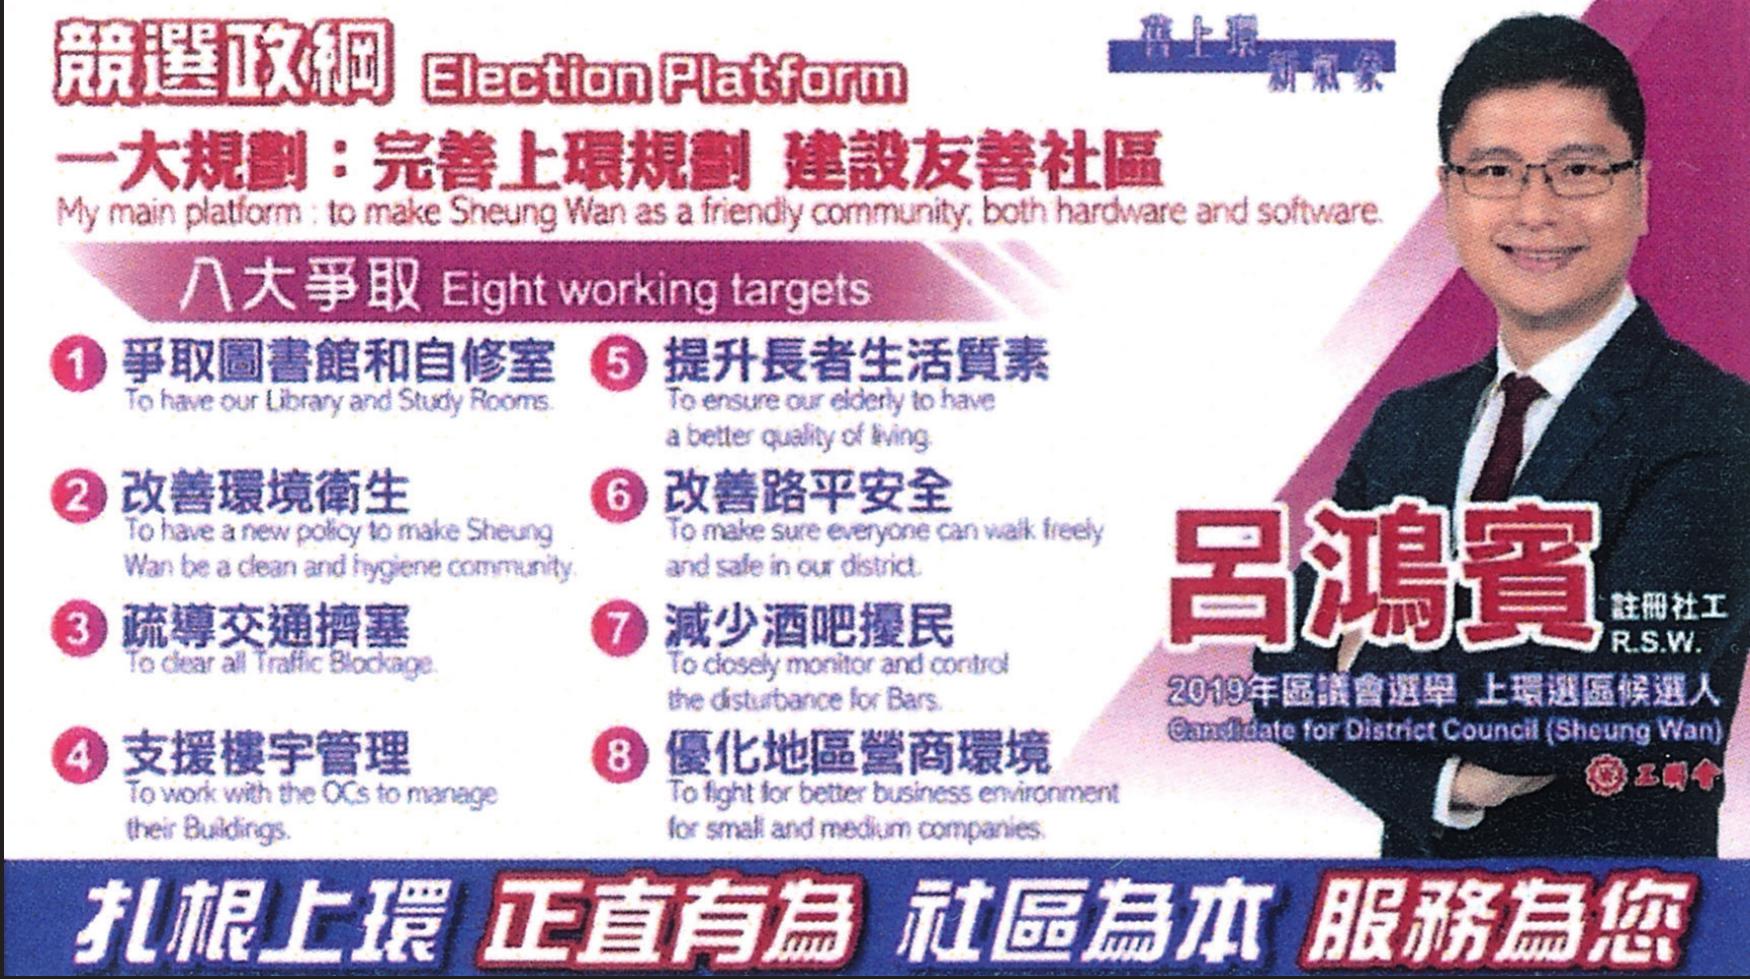 競選政綱 Election Platform
舊上環
新氣象
一大規劃：完善上環規劃 建設友善社區
My main platform : to make Sheung Wan as a friendly community; both hardware and software.
八大爭取 Eight working targets
1 爭取圖書館和自修室
To have our Library and Study Rooms.
2 改善環境衛生
To have a new policy to make Sheung
Wan be a clean and hygiene community.
3 疏導交通擠塞
To clear all Traffic Blockage.
4 支援樓宇管理
To work with the OCs to manage
their Buildings.
5 提升長者生活質素
To ensure our elderly to have
a better quality of living.
6 改善路平安全
To make sure everyone can walk freely
and safe in our district.
7 減少酒吧擾民
To closely monitor and control
the disturbance for Bars.
8 優化地區營商環境
To fight for better business environment
for small and medium companies.
呂鴻賓 註冊社工
R.S.W.
2019年區議會選舉 上環選區候選人
Candidate for District Council (Sheung Wan)
工聯會
扎根上環 正直有為 社區為本 服務為您